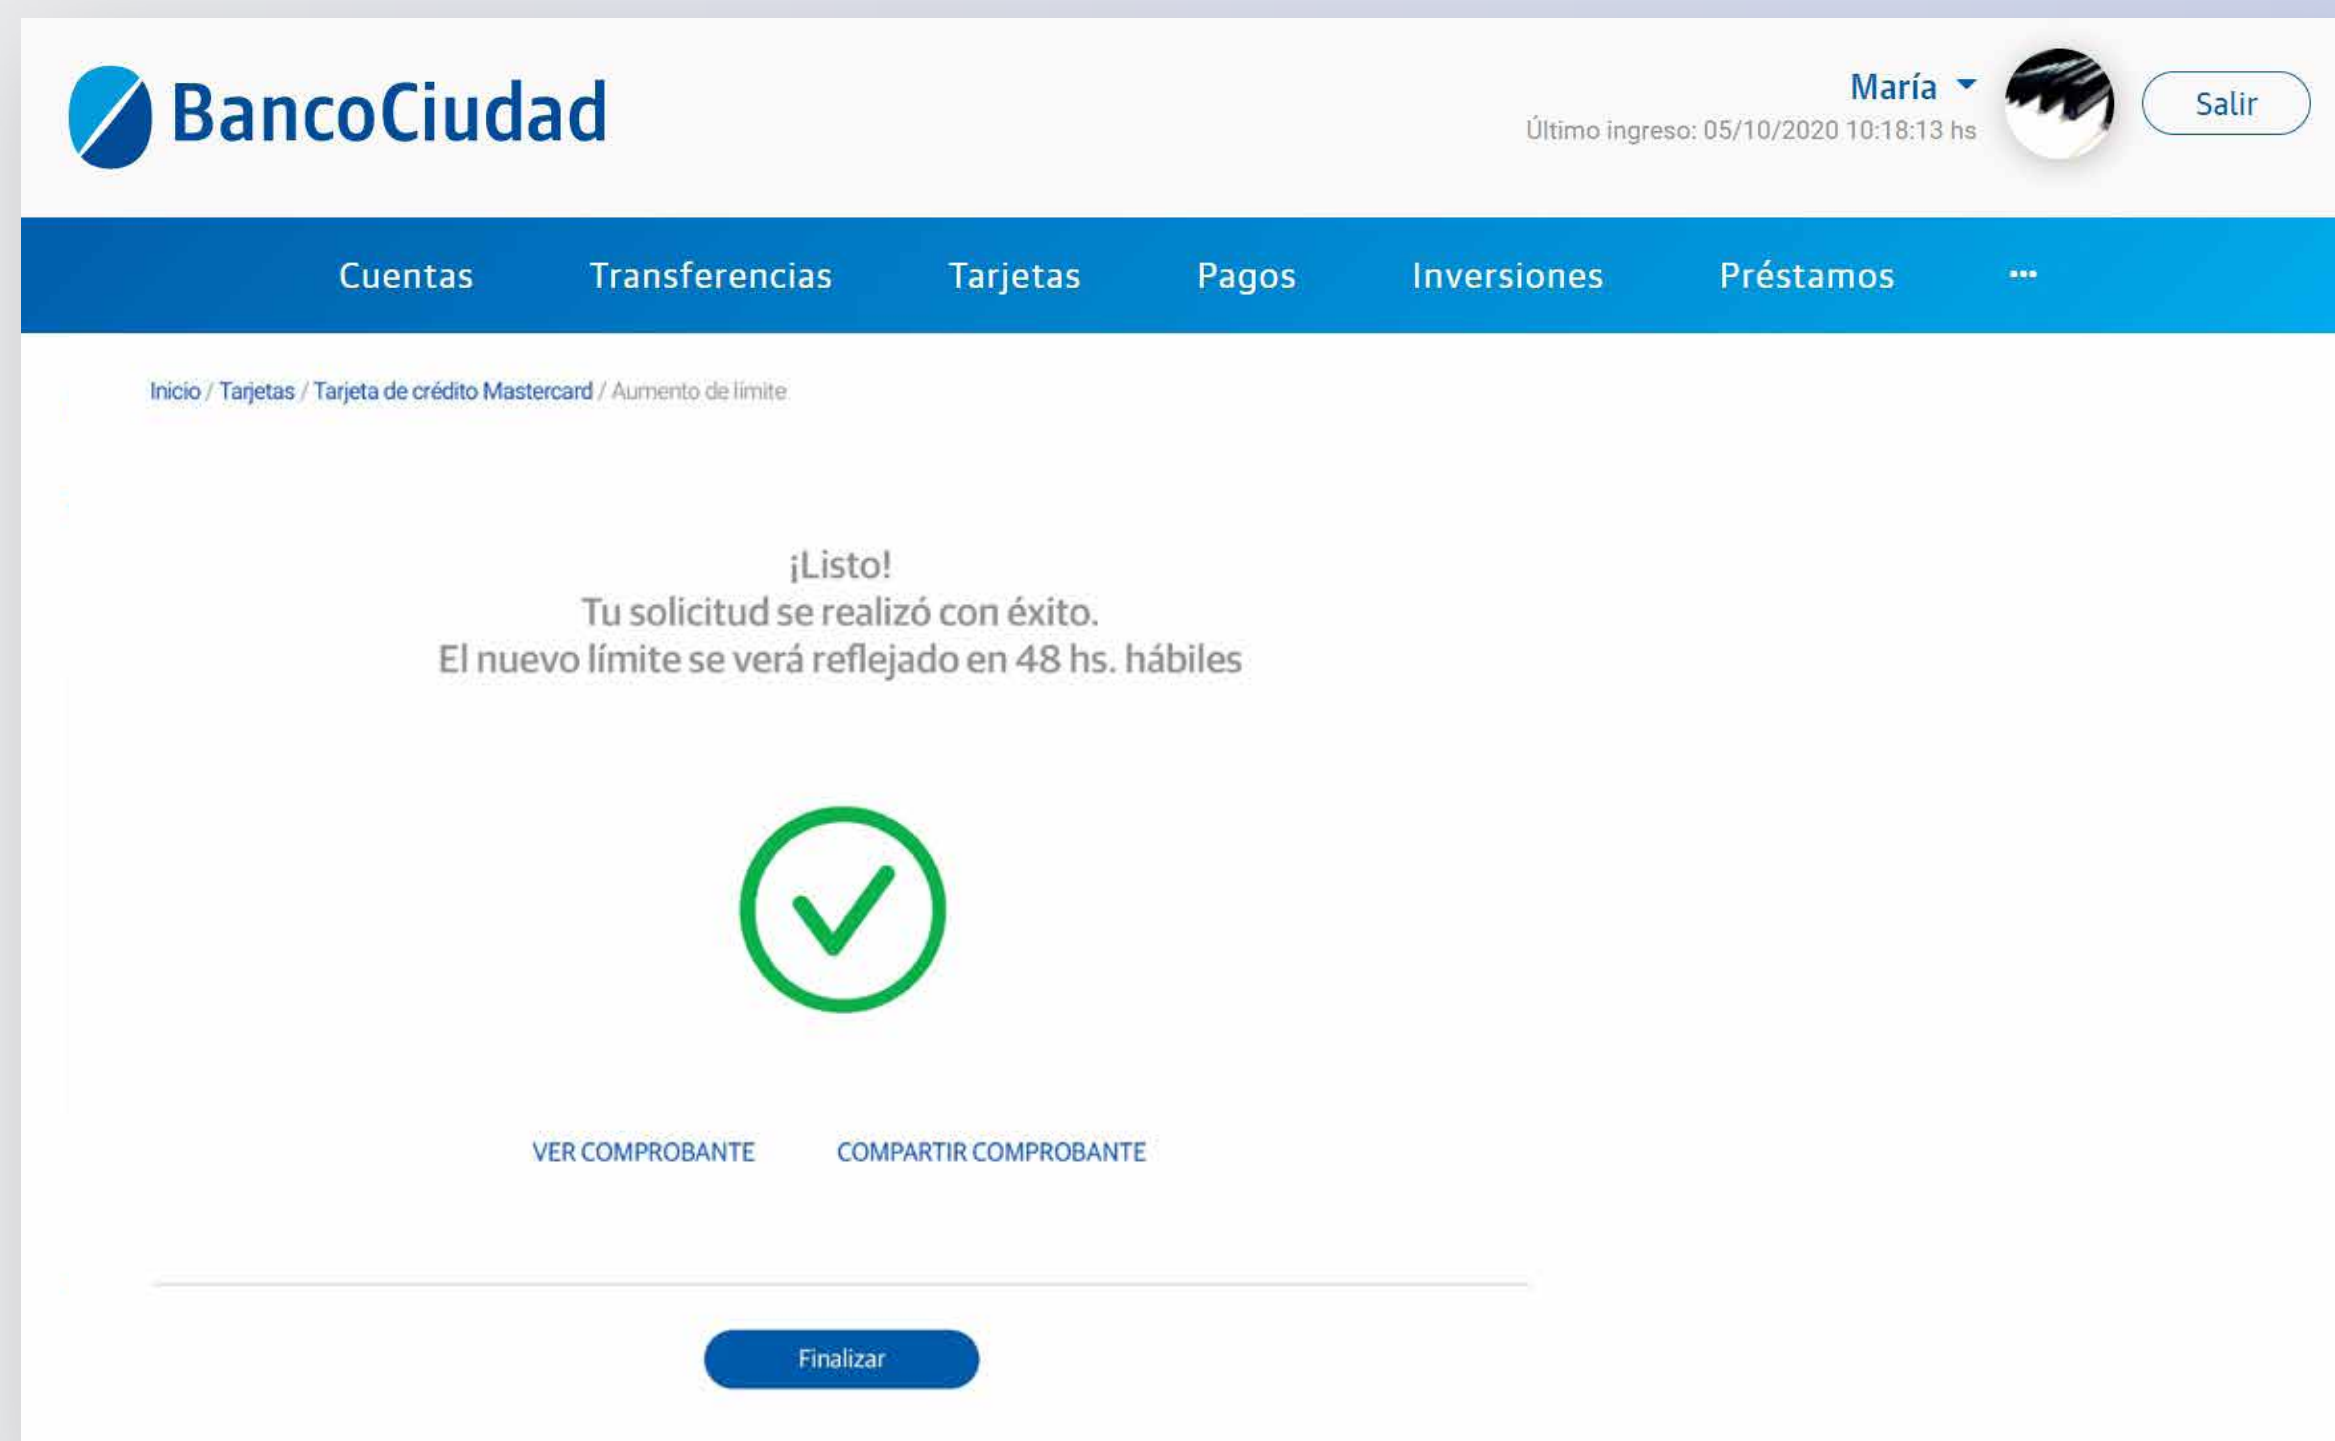 BancoCiudad
María
Último ingreso: 05/10/2020 10:18:13 hs
Salir
Cuentas Transferencias Tarjetas Pagos Inversiones Préstamos ...
Inicio / Tarjetas / Tarjeta de crédito Mastercard / Aumento de límite
¡Listo!
Tu solicitud se realizó con éxito.
El nuevo límite se verá reflejado en 48 hs. hábiles
VER COMPROBANTE COMPARTIR COMPROBANTE
Finalizar